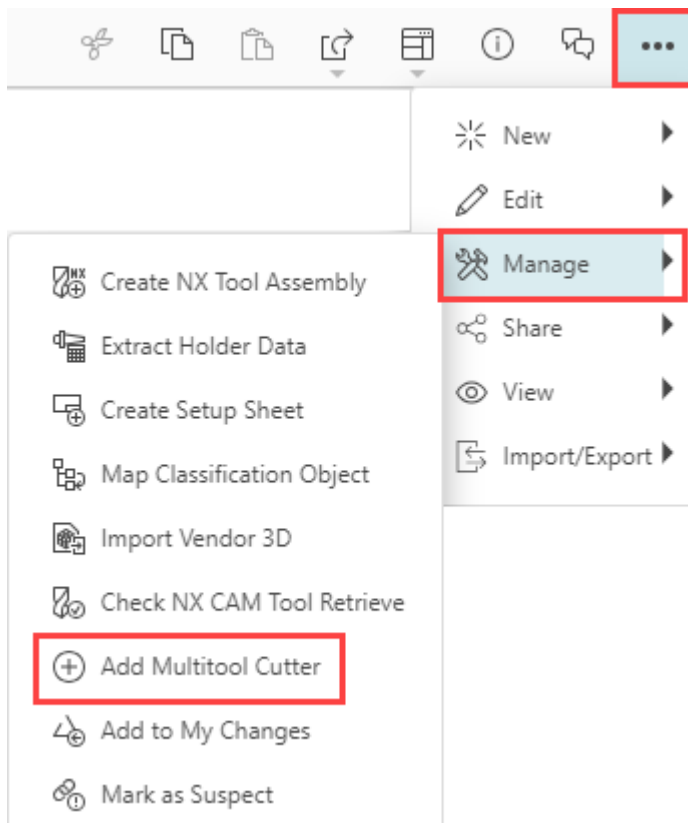 New
Edit
Manage
Share
View
Import/Export
NX
Create NX Tool Assembly
Extract Holder Data
Create Setup Sheet
Map Classification Object
Import Vendor 3D
Check NX CAM Tool Retrieve
Add Multitool Cutter
Add to My Changes
Mark as Suspect